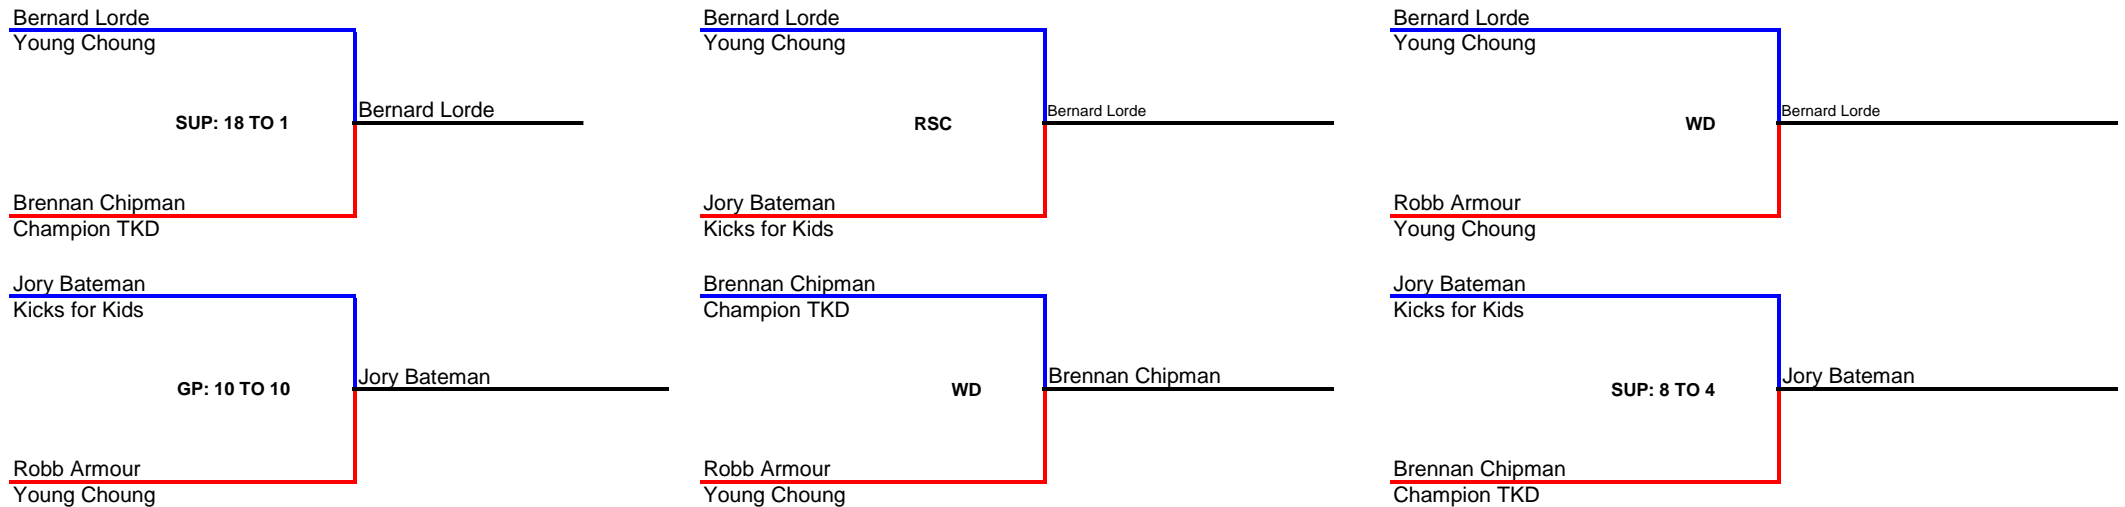 Bernard Lorde
Young Choung
SUP: 18 TO 1
Bernard Lorde
Brennan Chipman
Champion TKD
Bernard Lorde
Young Choung
RSC
Bernard Lorde
Jory Bateman
Kicks for Kids
Bernard Lorde
Young Choung
WD
Bernard Lorde
Robb Armour
Young Choung
Jory Bateman
Kicks for Kids
GP: 10 TO 10
Jory Bateman
Robb Armour
Young Choung
Brennan Chipman
Champion TKD
WD
Brennan Chipman
Robb Armour
Young Choung
Jory Bateman
Kicks for Kids
SUP: 8 TO 4
Jory Bateman
Brennan Chipman
Champion TKD